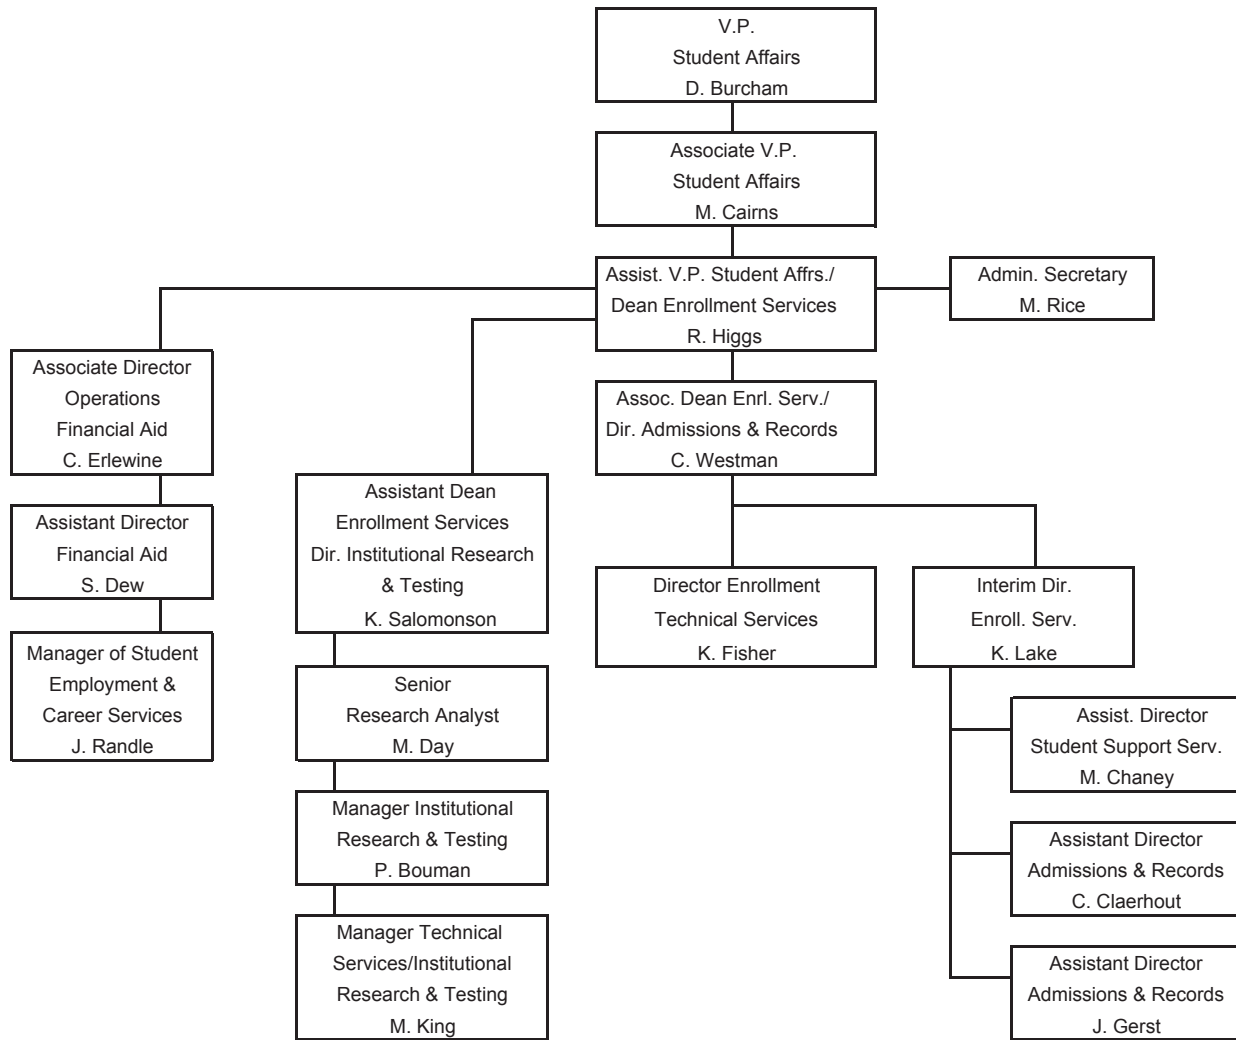 V.P.
Student Affairs
D. Burcham
Associate V.P.
Student Affairs
M. Cairns
Assist. V.P. Student Affrs./
Dean Enrollment Services
R. Higgs
Admin. Secretary
M. Rice
Associate Director
Operations
Financial Aid
C. Erlewine
Assistant Director
Financial Aid
S. Dew
Manager of Student
Employment &
Career Services
J. Randle
Assistant Dean
Enrollment Services
Dir. Institutional Research
& Testing
K. Salomonson
Senior
Research Analyst
M. Day
Manager Institutional
Research & Testing
P. Bouman
Manager Technical
Services/Institutional
Research & Testing
M. King
Assoc. Dean Enrl. Serv./
Dir. Admissions & Records
C. Westman
Director Enrollment
Technical Services
K. Fisher
Interim Dir.
Enroll. Serv.
K. Lake
Assist. Director
Student Support Serv.
M. Chaney
Assistant Director
Admissions & Records
C. Claerhout
Assistant Director
Admissions & Records
J. Gerst